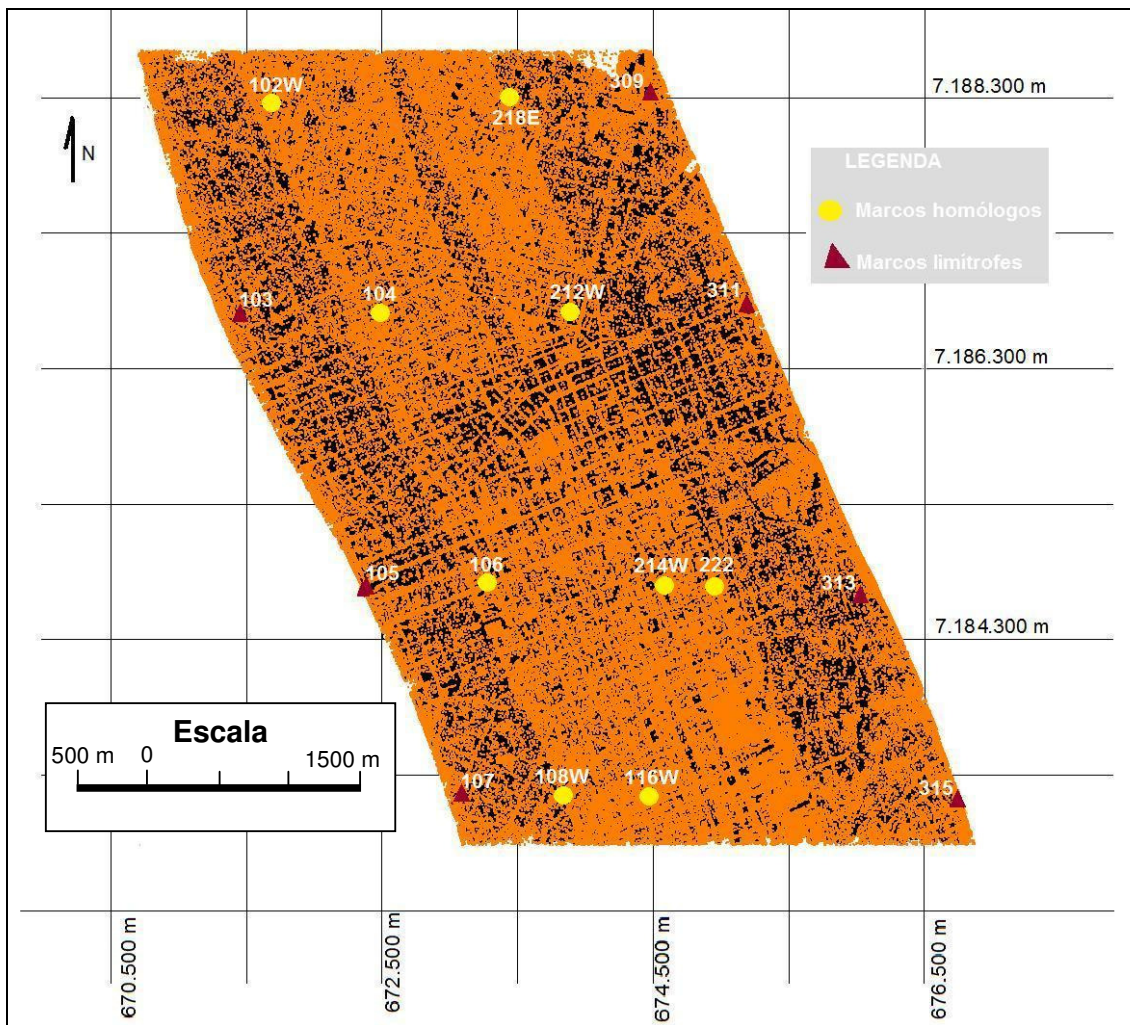 102W
218E
309
7.188.300 m
N
LEGENDA
Marcos homólogos
Marcos limítrofes
103
104
212W
311
7.186.300 m
105
106
214W
222
313
7.184.300 m
Escala
500 m
0
1500 m
107
108W
116W
315
670.500 m
672.500 m
674.500 m
676.500 m